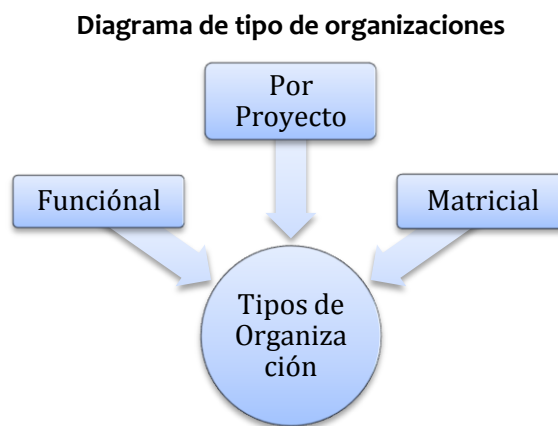 Diagrama de tipo de organizaciones
Por
Proyecto
Funciónal
Matricial
Tipos de
Organiza
ción